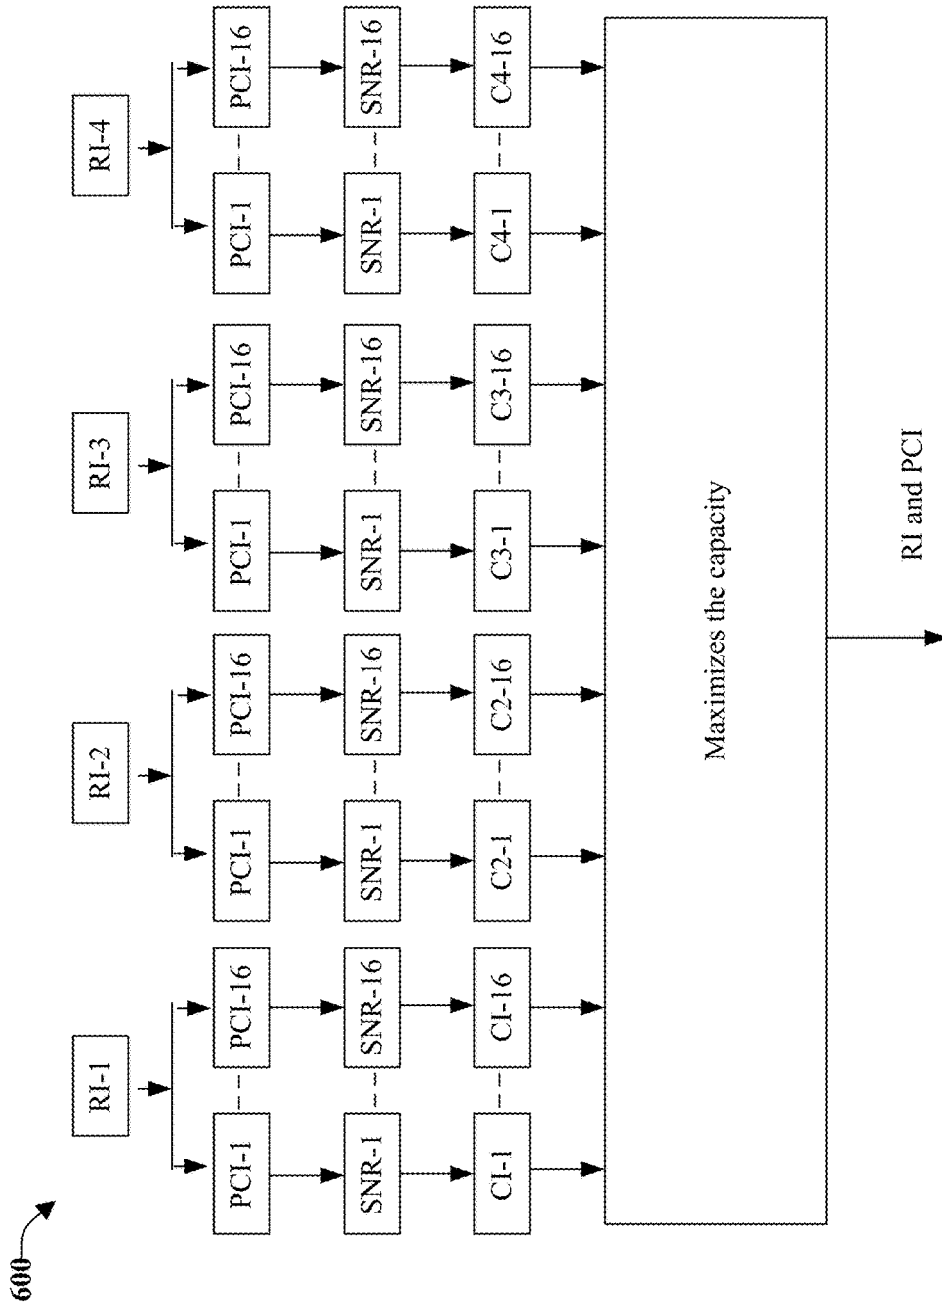 600
RI-1
RI-2
RI-3
RI-4
PCI-1
PCI-16
PCI-1
PCI-16
PCI-1
PCI-16
PCI-1
PCI-16
SNR-1
SNR-16
SNR-1
SNR-16
SNR-1
SNR-16
SNR-1
SNR-16
CI-1
CI-16
C2-1
C2-16
C3-1
C3-16
C4-1
C4-16
Maximizes the capacity
RI and PCI